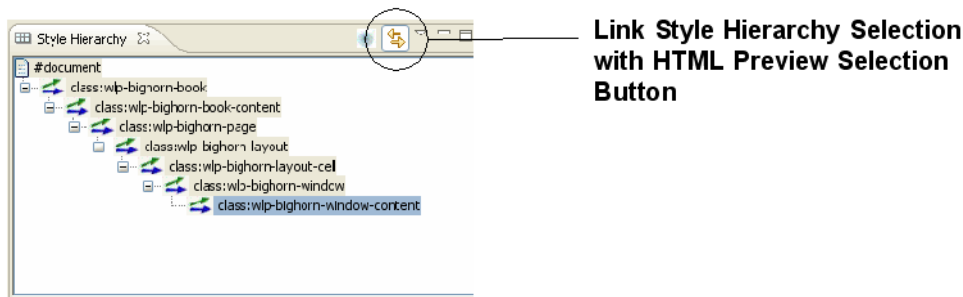 Style Hierarchy
Link Style Hierarchy Selection
with HTML Preview Selection
Button
#document
class:wlp-bighorn-book
class:wlp-bighorn-book-content
class:wlp-bighorn-page
class:wlp-bighorn-layout
class:wlp-bighorn-layout-cell
class:wlp-bighorn-window
class:wlp-bighorn-window-content